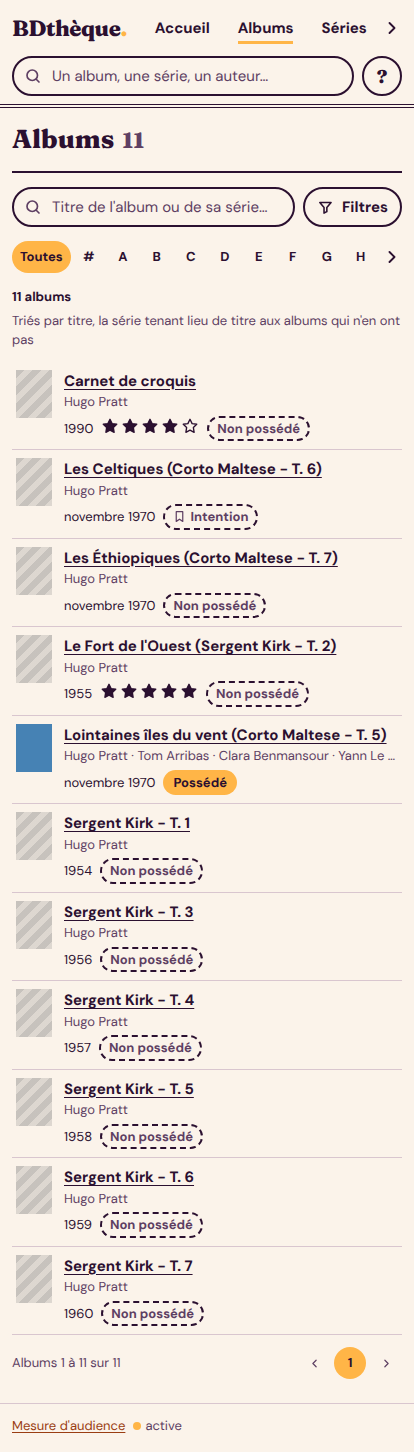 BDthèque. Accueil Albums Séries
Un album, une série, un auteur… ?
Albums 11
Titre de l'album ou de sa série… Filtres
Toutes # A B C D E F G H
11 albums
Triés par titre, la série tenant lieu de titre aux albums qui n'en ont
pas
Carnet de croquis
Hugo Pratt
1990 Non possédé
Les Celtiques (Corto Maltese – T. 6)
Hugo Pratt
novembre 1970 Intention
Les Éthiopiques (Corto Maltese – T. 7)
Hugo Pratt
novembre 1970 Non possédé
Le Fort de l'Ouest (Sergent Kirk – T. 2)
Hugo Pratt
1955 Non possédé
Lointaines îles du vent (Corto Maltese – T. 5)
Hugo Pratt · Tom Arribas · Clara Benmansour · Yann Le …
novembre 1970 Possédé
Sergent Kirk – T. 1
Hugo Pratt
1954 Non possédé
Sergent Kirk – T. 3
Hugo Pratt
1956 Non possédé
Sergent Kirk – T. 4
Hugo Pratt
1957 Non possédé
Sergent Kirk – T. 5
Hugo Pratt
1958 Non possédé
Sergent Kirk – T. 6
Hugo Pratt
1959 Non possédé
Sergent Kirk – T. 7
Hugo Pratt
1960 Non possédé
Albums 1 à 11 sur 11 ‹ 1 ›
Mesure d'audience active